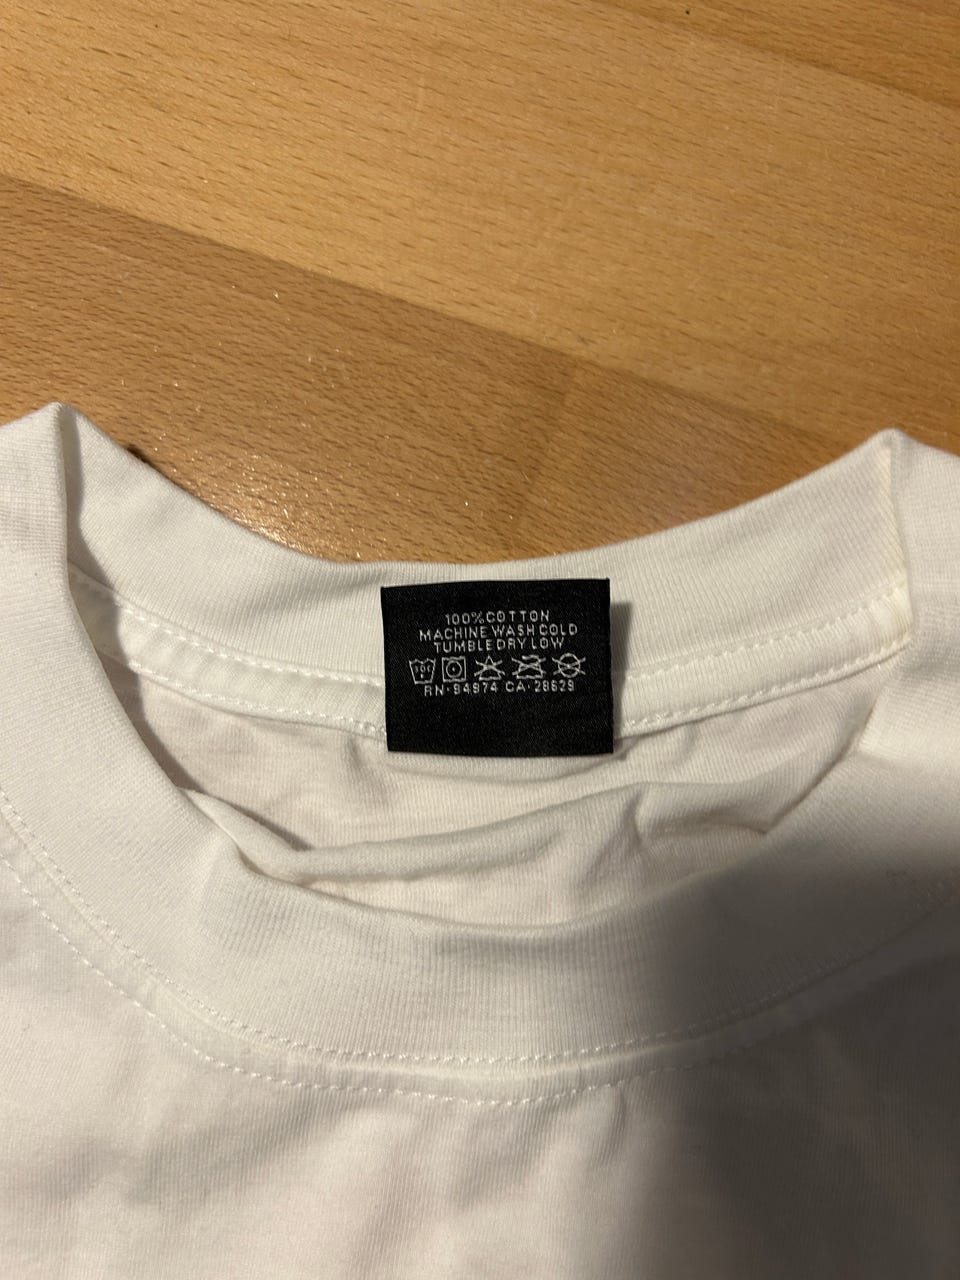 100% COTTON
MACHINE WASH COLD
TUMBLE DRY LOW
RN·94974 CA·28629